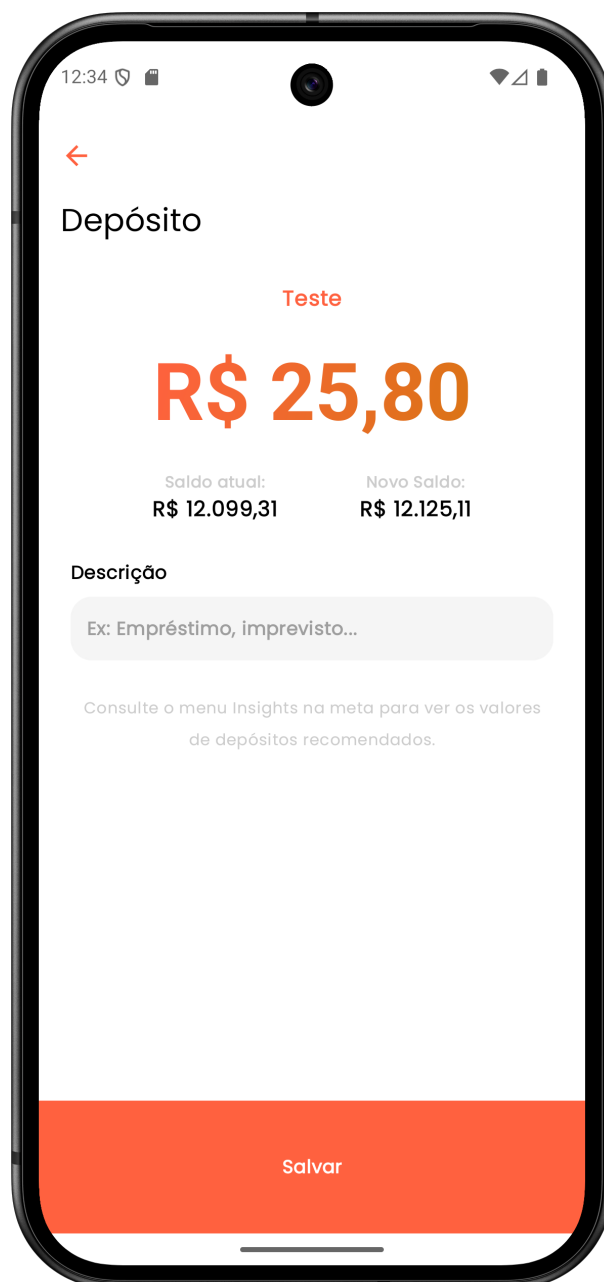 12:34
Depósito
Teste
R$ 25,80
Saldo atual:
Novo Saldo:
R$ 12.099,31
R$ 12.125,11
Descrição
Ex: Empréstimo, imprevisto...
Consulte o menu Insights na meta para ver os valores
de depósitos recomendados.
Salvar